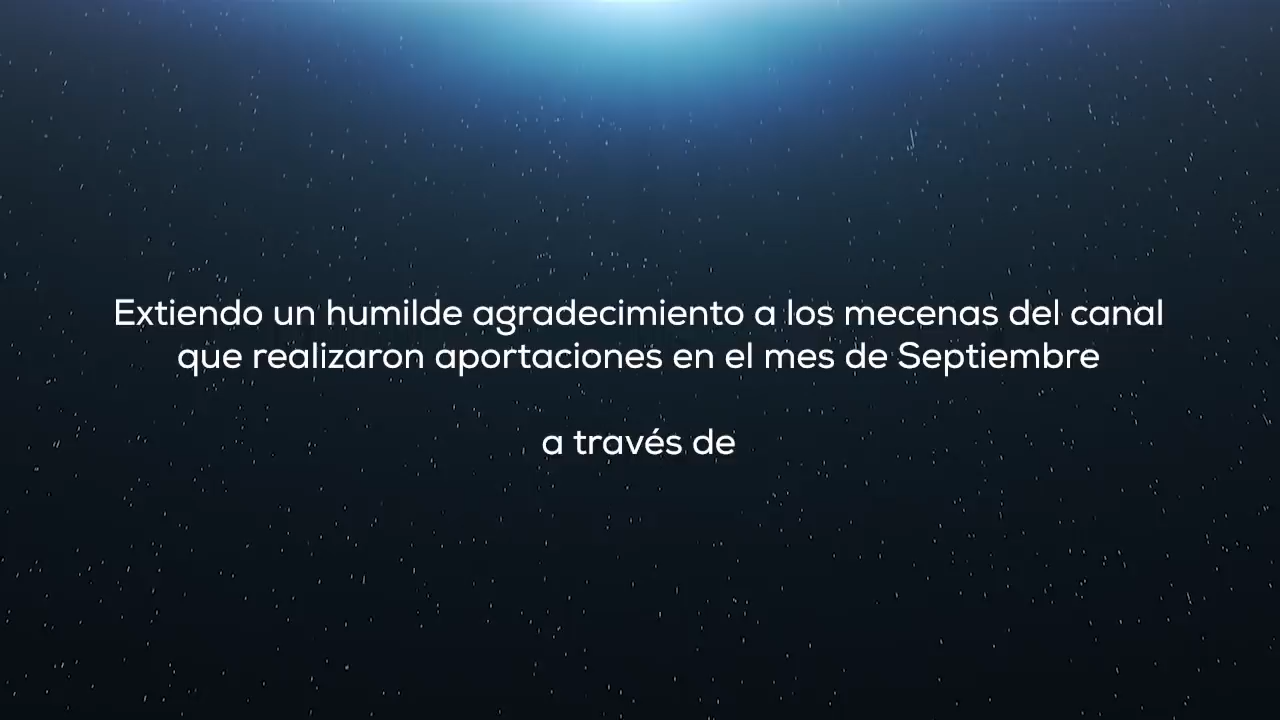 Extiendo un humilde agradecimiento a los mecenas del canal
que realizaron aportaciones en el mes de Septiembre
a través de